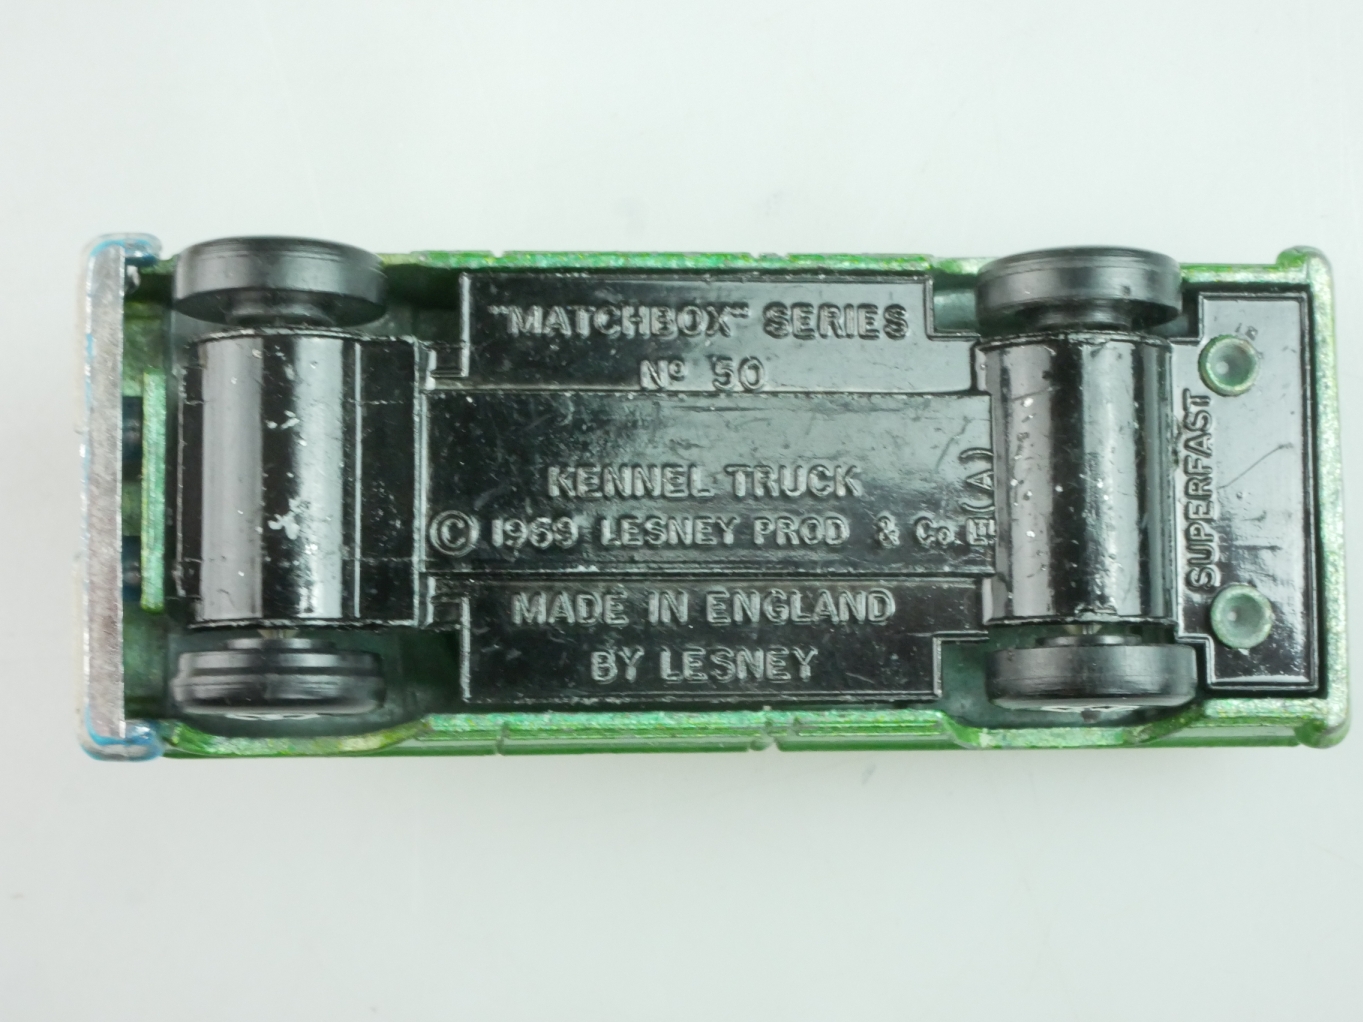 "MATCHBOX" SERIES
Nº 50
KENNEL TRUCK
(A)
© 1969 LESNEY PROD & Co LTD
MADE IN ENGLAND
BY LESNEY
SUPERFAST